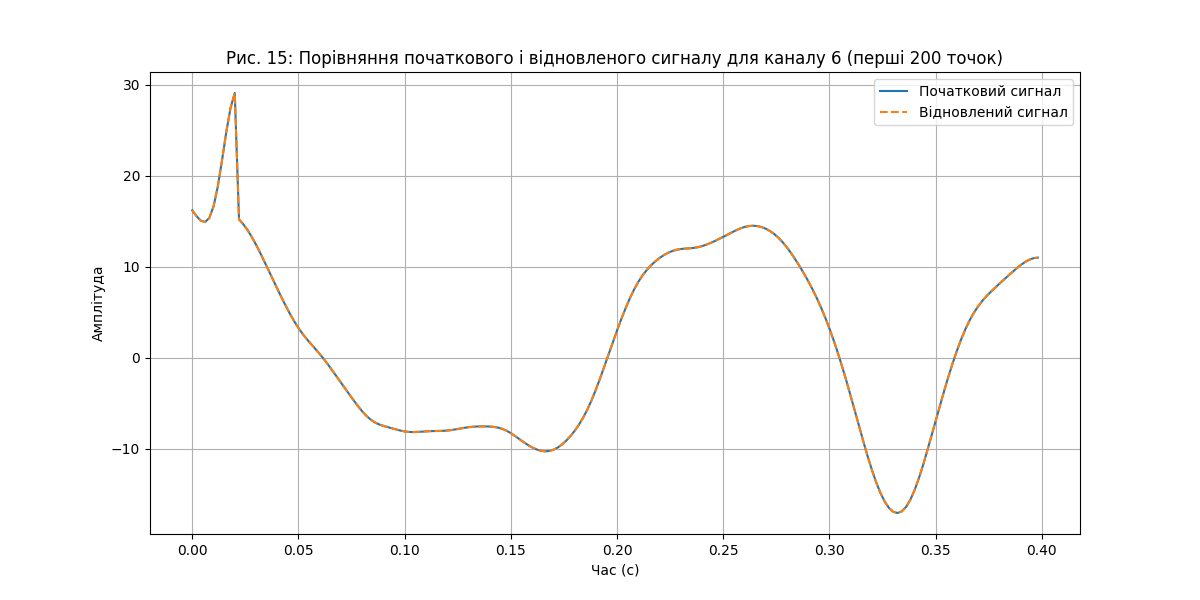 Рис. 15: Порівняння початкового і відновленого сигналу для каналу 6 (перші 200 точок)
Початковий сигнал
Відновлений сигнал
30
20
10
0
−10
Амплітуда
0.00 0.05 0.10 0.15 0.20 0.25 0.30 0.35 0.40
Час (с)